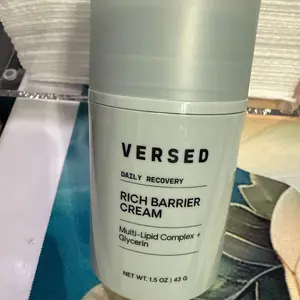 VERSED
DAILY RECOVERY
RICH BARRIER
CREAM
Multi-Lipid Complex +
Glycerin
NET WT. 1.5 OZ | 43 G